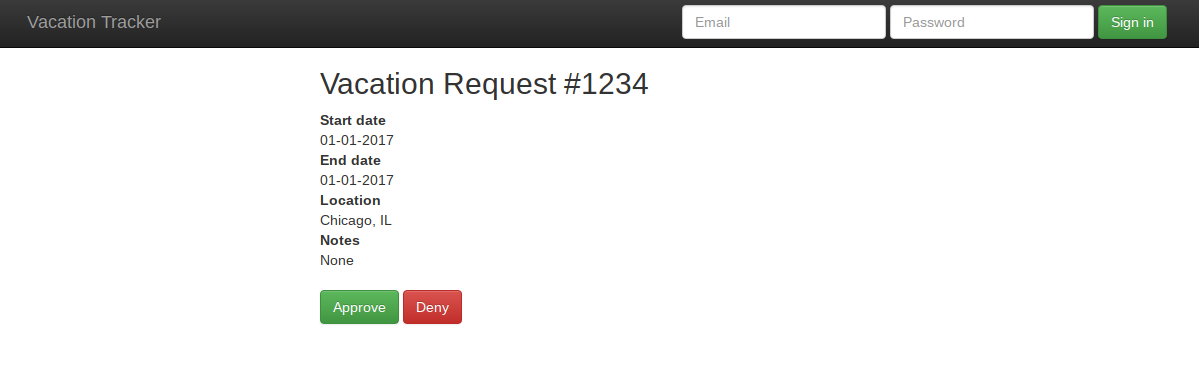 Vacation Tracker Email Password Sign in
Vacation Request #1234
Start date
01-01-2017
End date
01-01-2017
Location
Chicago, IL
Notes
None
Approve Deny